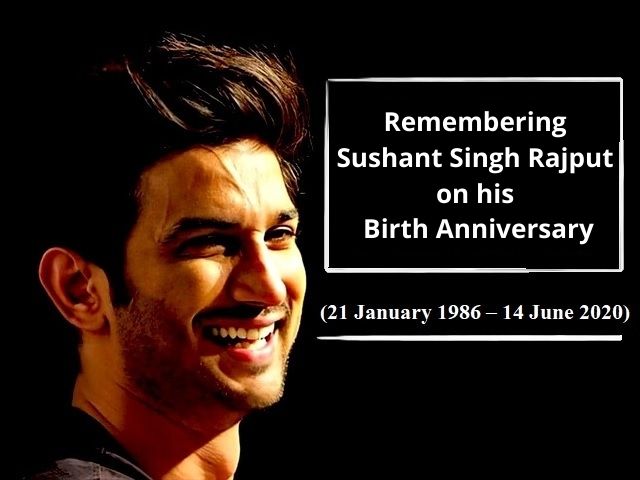 Remembering
Sushant Singh Rajput
on his
Birth Anniversary
(21 January 1986 – 14 June 2020)